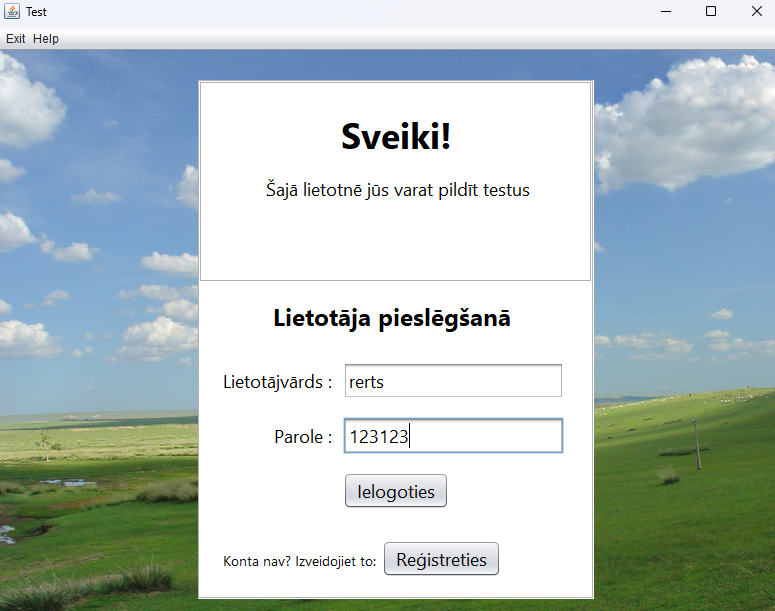 Test
Exit Help
Sveiki!
Šajā lietotnē jūs varat pildīt testus
Lietotāja pieslēgšanā
Lietotājvārds : rerts
Parole : 123123
Ielogoties
Konta nav? Izveidojiet to: Reģistreties